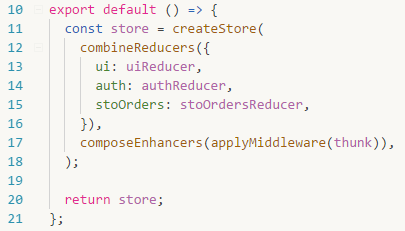 10 export default () => {
11   const store = createStore(
12     combineReducers({
13       ui: uiReducer,
14       auth: authReducer,
15       stoOrders: stoOrdersReducer,
16     }),
17     composeEnhancers(applyMiddleware(thunk)),
18   );
19
20   return store;
21 };